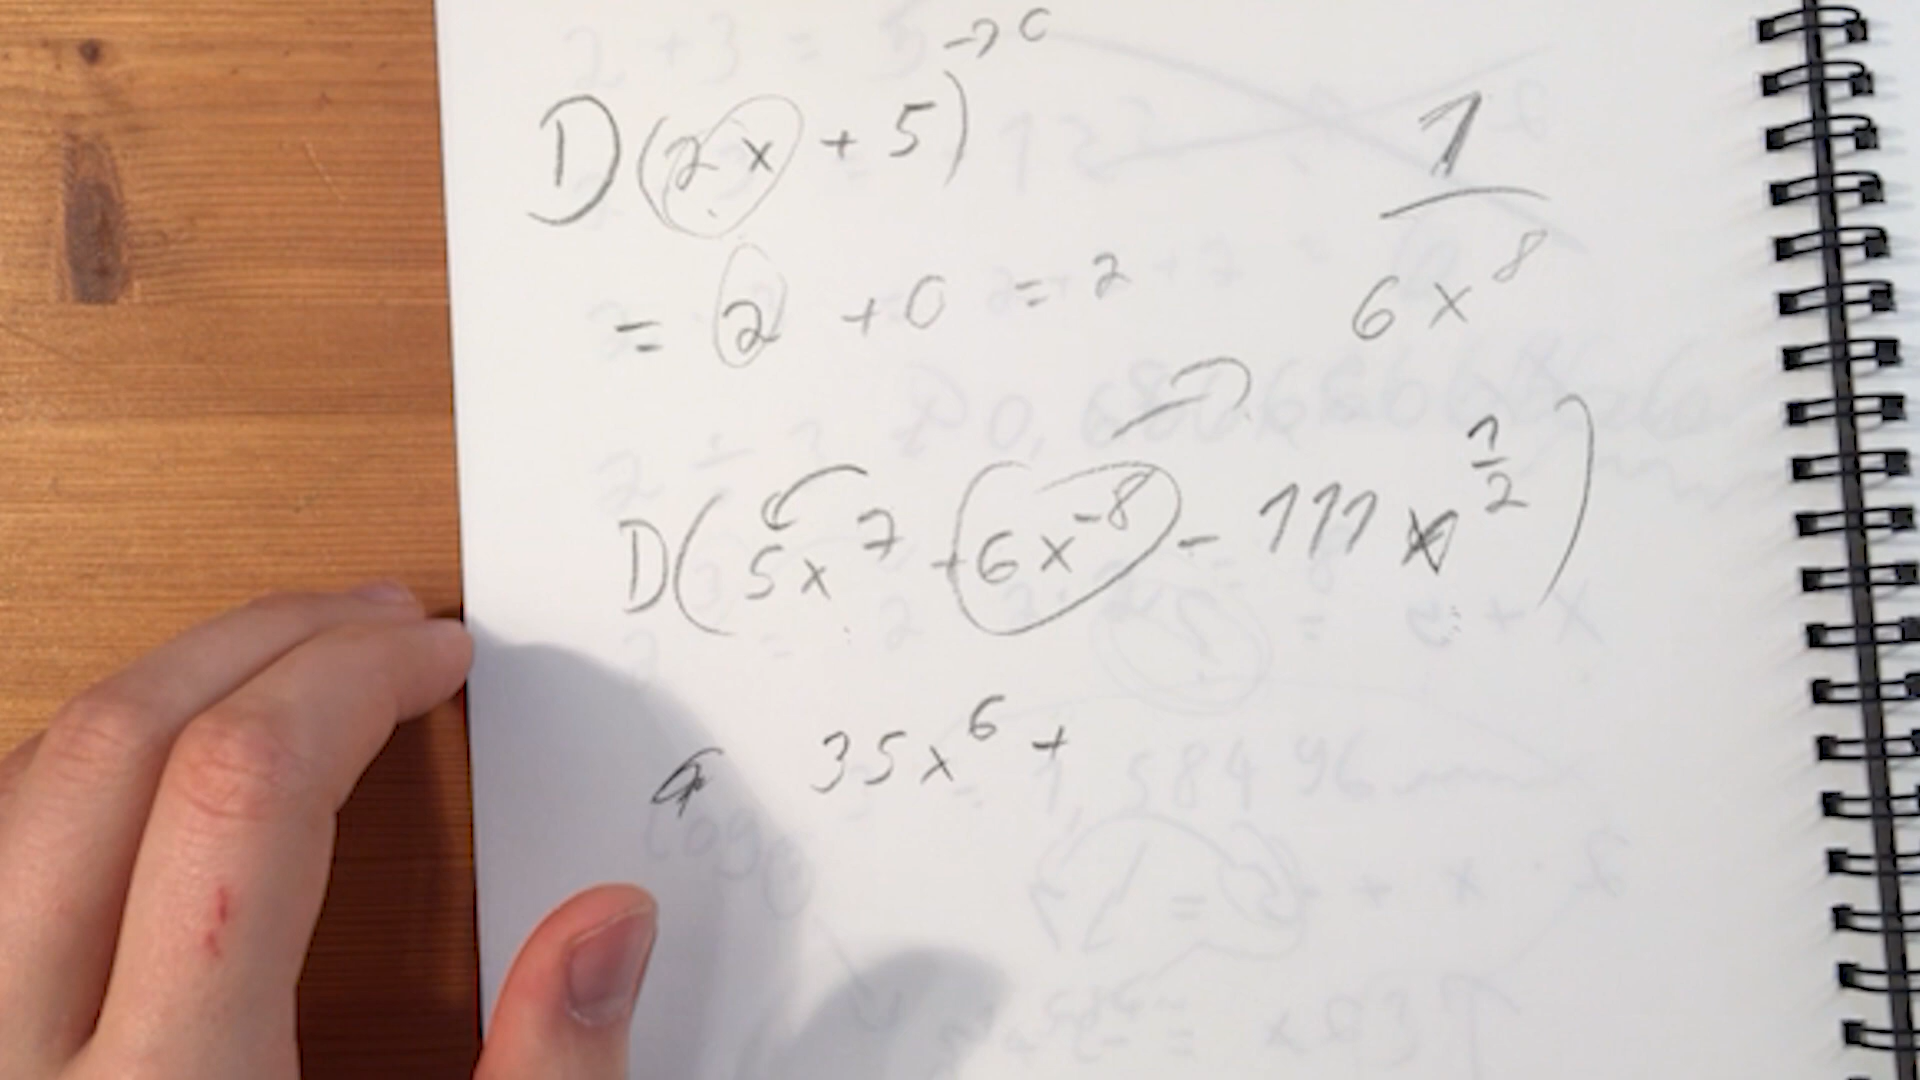 → 0
D(2x + 5)
= 2 + 0 = 2
1
6x^8
D(5x^7 + 6x^-8 - 111x^1/2)
35x^6 +